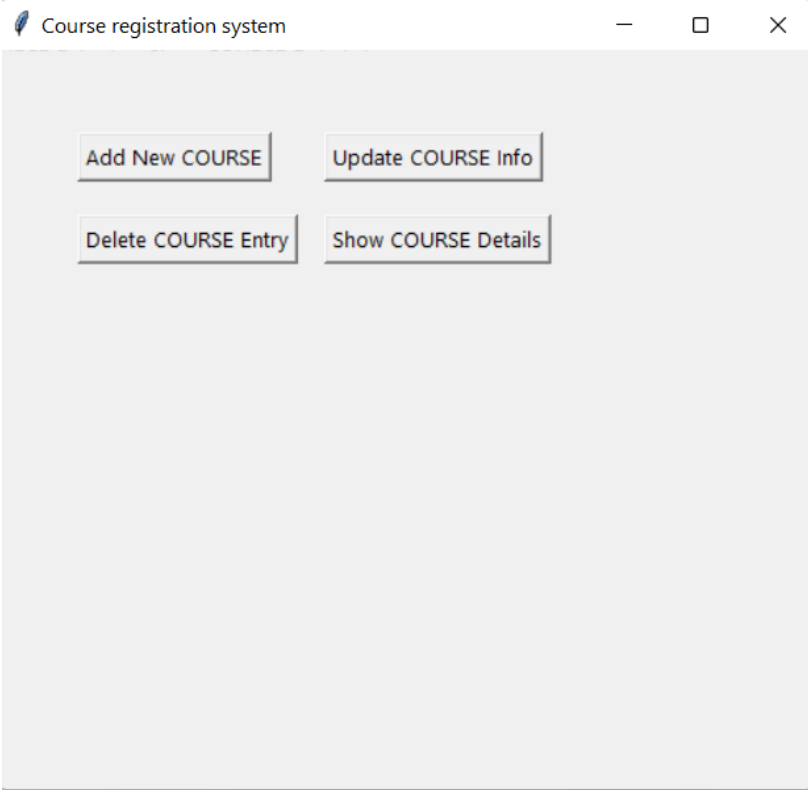 Course registration system
Add New COURSE Update COURSE Info
Delete COURSE Entry Show COURSE Details